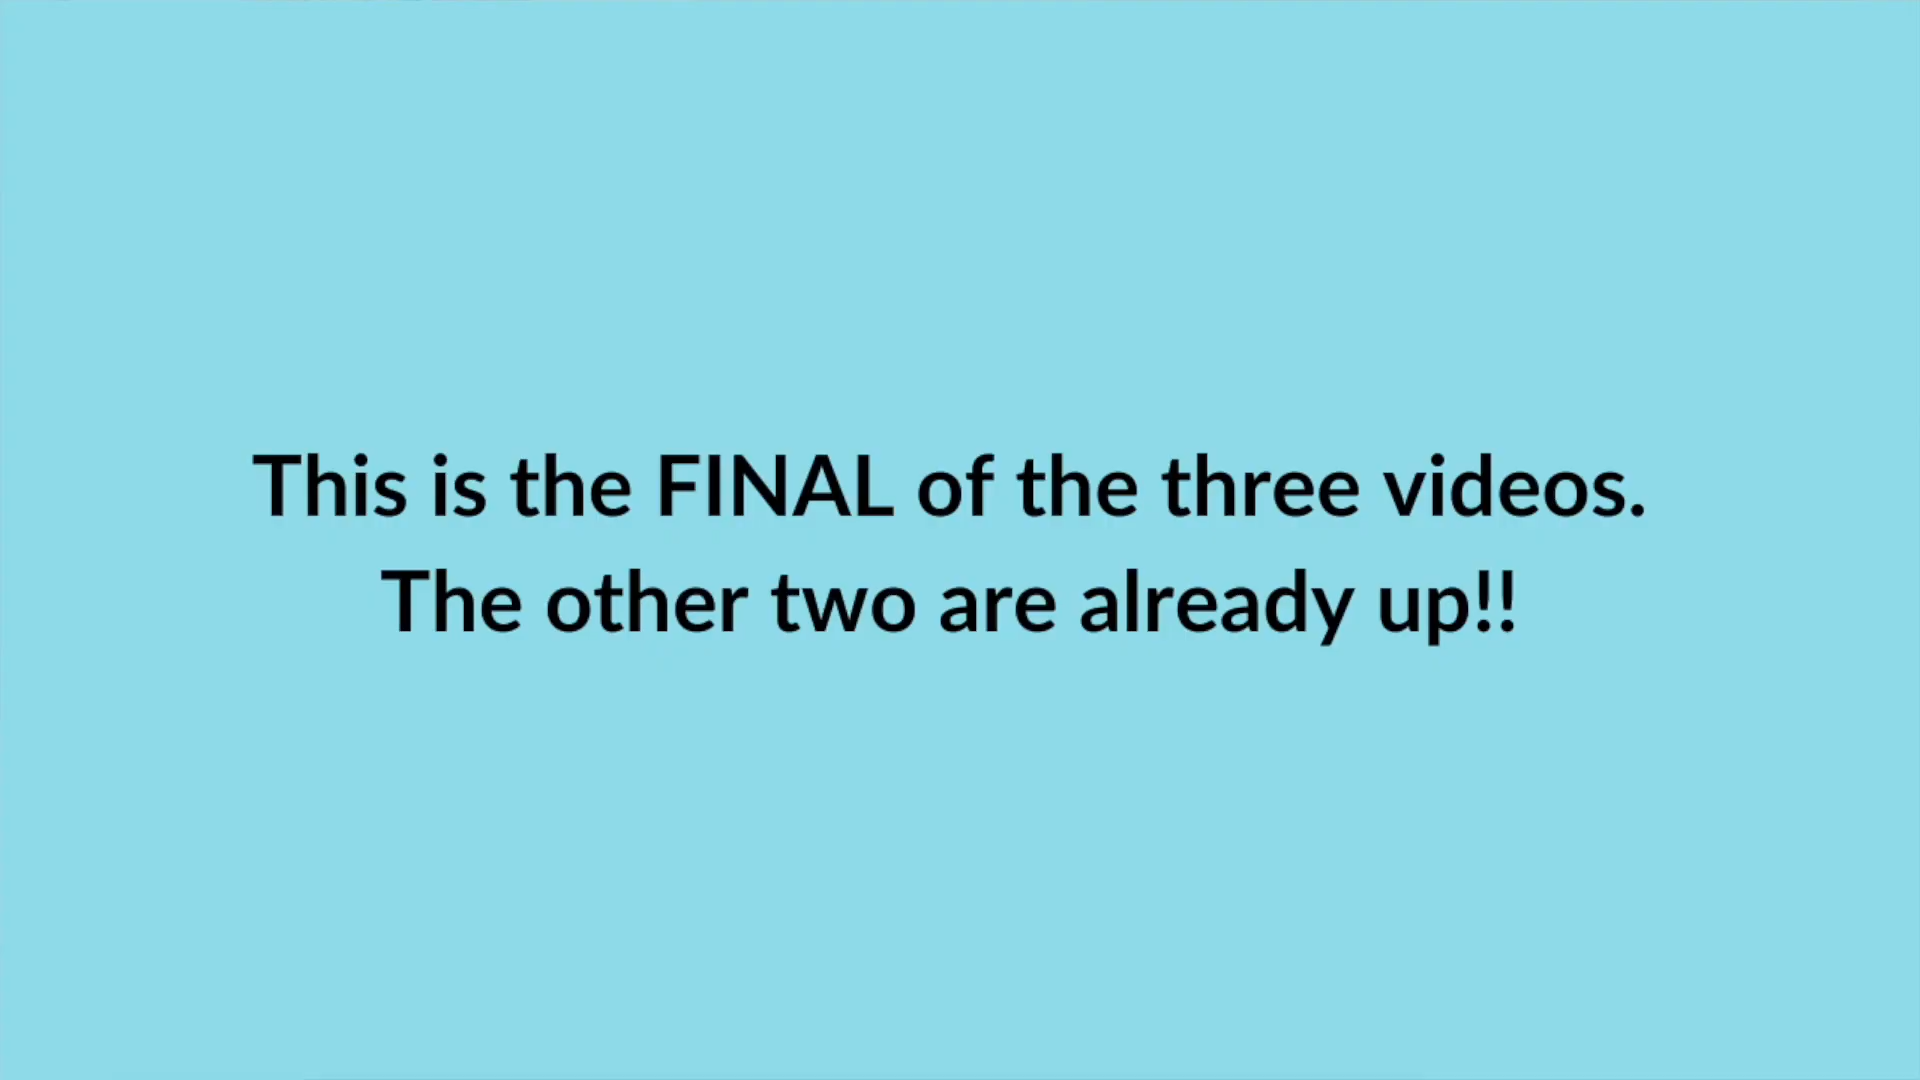 This is the FINAL of the three videos.
The other two are already up!!